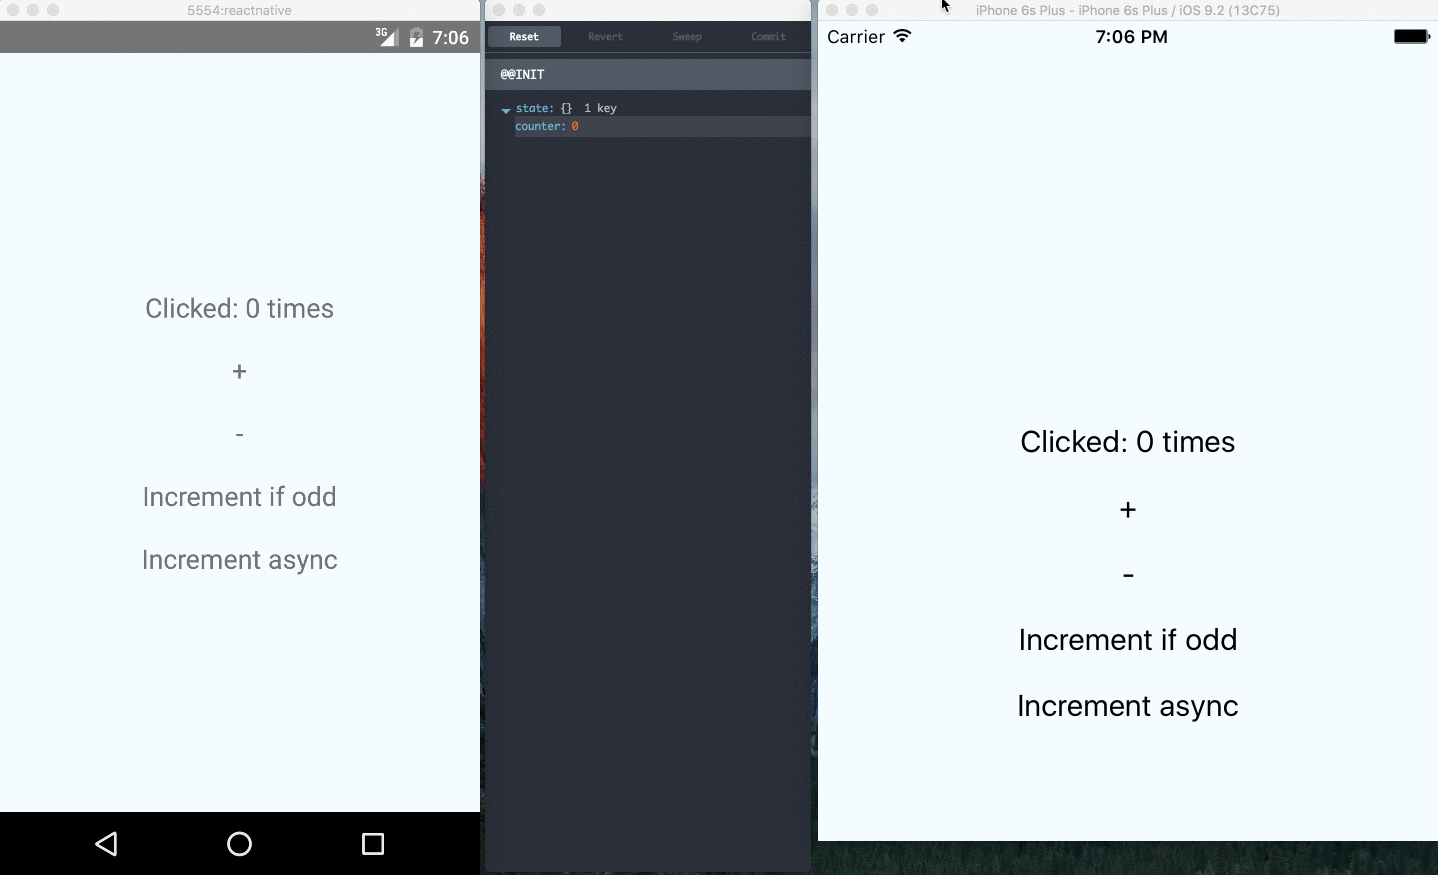 5554:reactnative
3G 7:06
Clicked: 0 times
+
-
Increment if odd
Increment async
Reset Revert Sweep Commit
@@INIT
state: {} 1 key
counter: 0
iPhone 6s Plus - iPhone 6s Plus / iOS 9.2 (13C75)
Carrier 7:06 PM
Clicked: 0 times
+
-
Increment if odd
Increment async